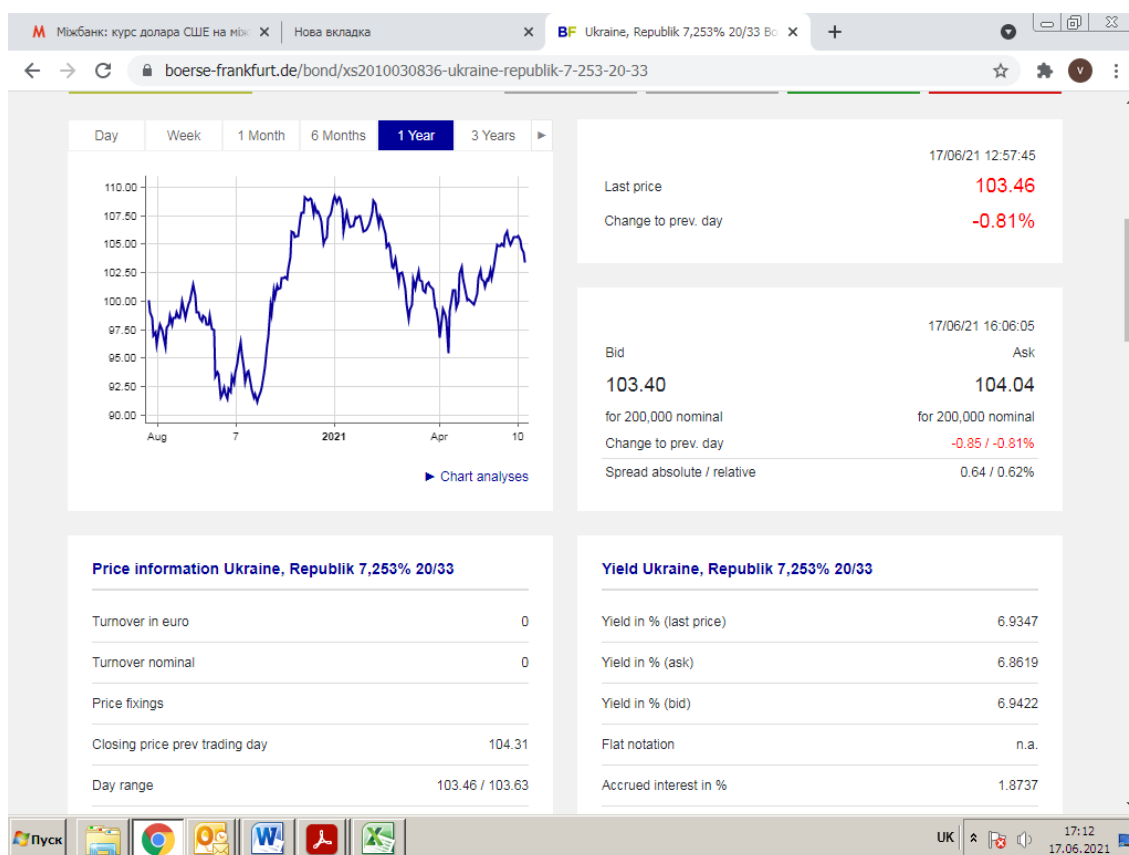 M Міжбанк: курс долара США на між
Нова вкладка
BF Ukraine, Republik 7,253% 20/33 Bo
boerse-frankfurt.de/bond/xs2010030836-ukraine-republik-7-253-20-33
V
Day Week 1 Month 6 Months 1 Year 3 Years
110.00
107.50
105.00
102.50
100.00
97.50
95.00
92.50
90.00
Aug 7 2021 Apr 10
Chart analyses
17/06/21 12:57:45
Last price 103.46
Change to prev. day -0.81%
17/06/21 16:06:05
Bid Ask
103.40 104.04
for 200,000 nominal for 200,000 nominal
Change to prev. day -0.85 / -0.81%
Spread absolute / relative 0.64 / 0.62%
Price information Ukraine, Republik 7,253% 20/33
Turnover in euro 0
Turnover nominal 0
Price fixings
Closing price prev trading day 104.31
Day range 103.46 / 103.63
Yield Ukraine, Republik 7,253% 20/33
Yield in % (last price) 6.9347
Yield in % (ask) 6.8619
Yield in % (bid) 6.9422
Flat notation n.a.
Accrued interest in % 1.8737
Пуск
UK
17:12
17.06.2021